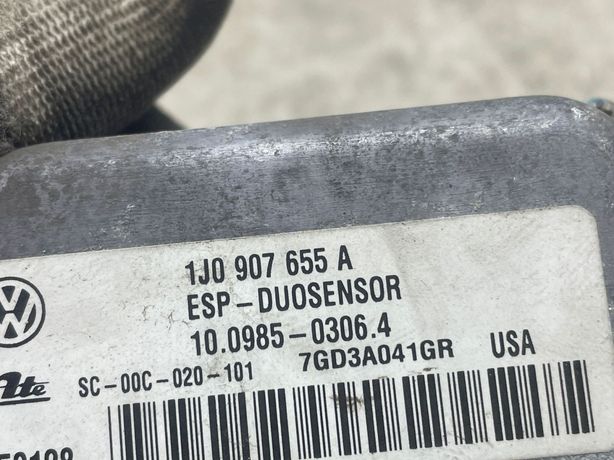 1J0 907 655 A
ESP-DUOSENSOR
10.0985-0306.4
Ate SC-00C-020-101 7GD3A041GR USA